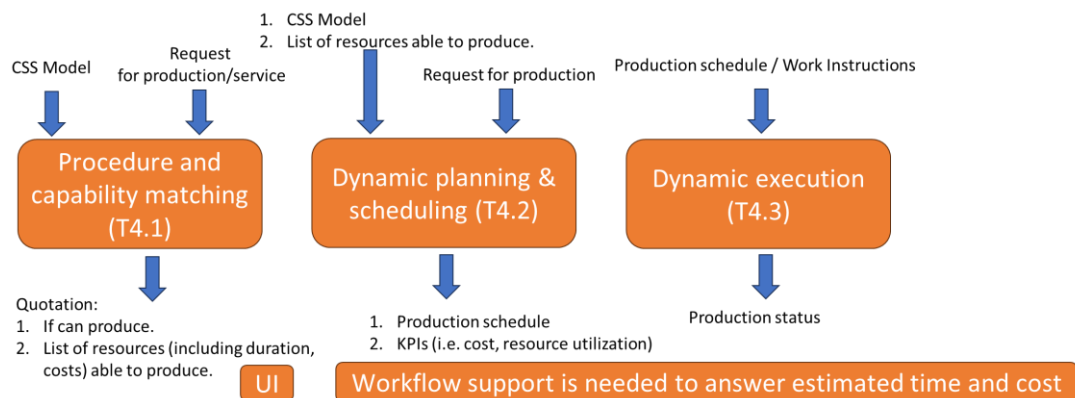 1. CSS Model
2. List of resources able to produce.
CSS Model
Request
for production/service
Request for production
Production schedule / Work Instructions
Procedure and
capability matching
(T4.1)
Dynamic planning &
scheduling (T4.2)
Dynamic execution
(T4.3)
Quotation:
1. If can produce.
2. List of resources (including duration,
costs) able to produce.
1. Production schedule
2. KPIs (i.e. cost, resource utilization)
Production status
UI
Workflow support is needed to answer estimated time and cost